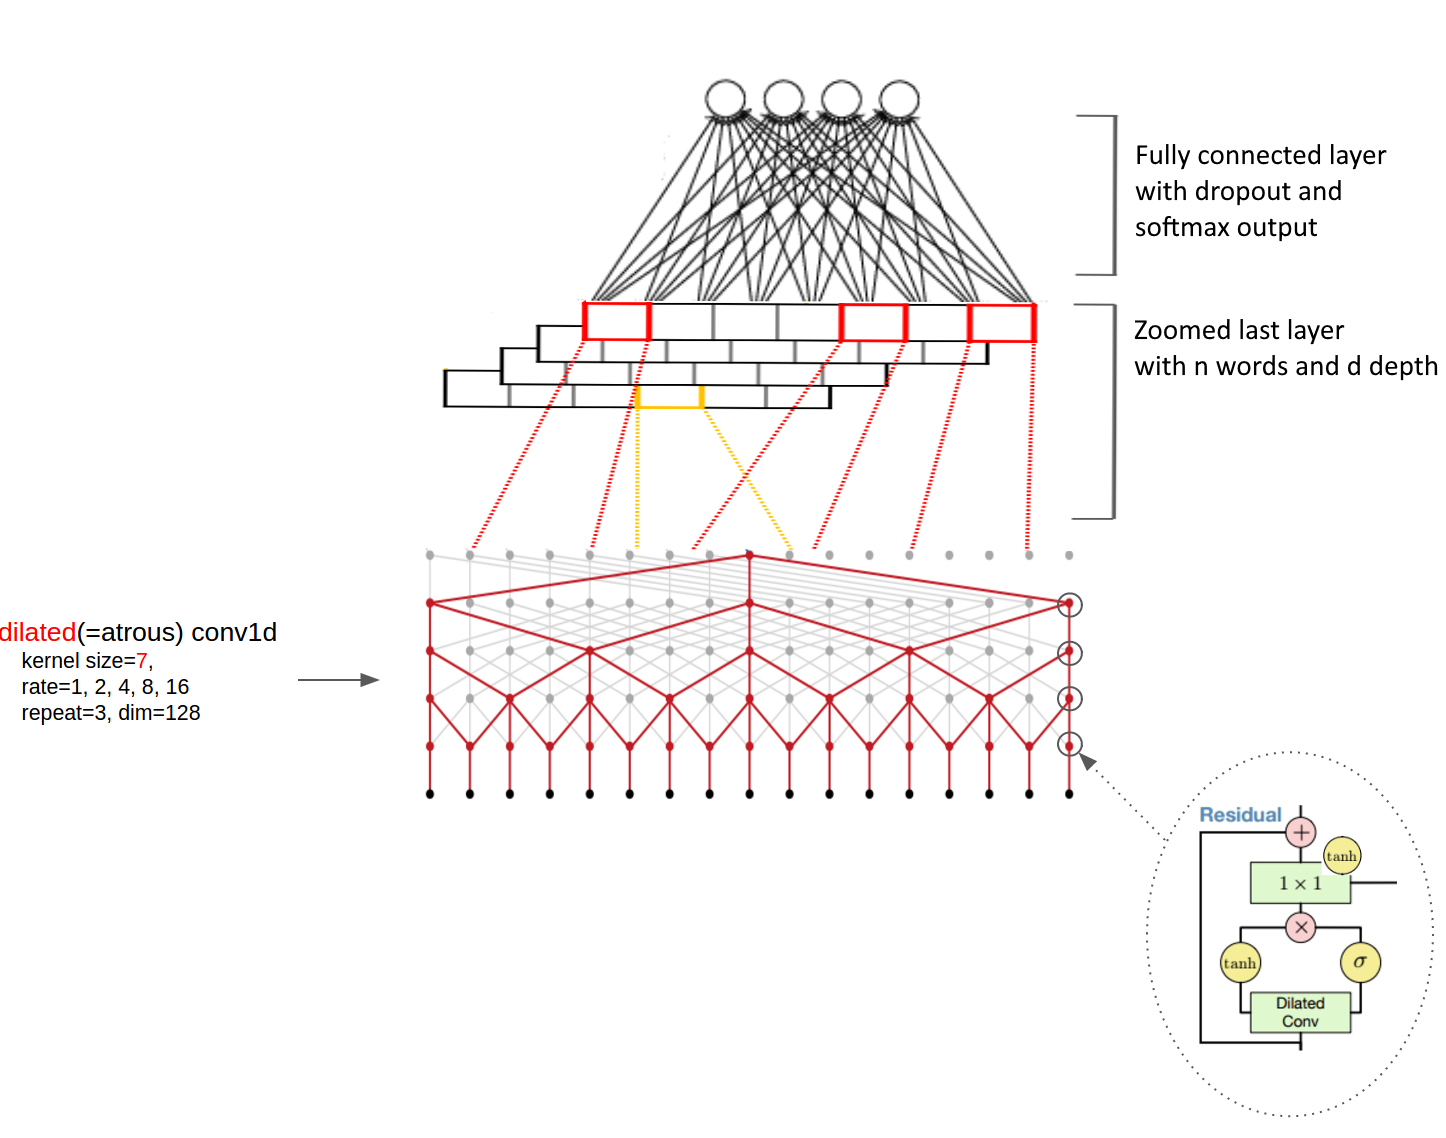 Fully connected layer
with dropout and
softmax output
Zoomed last layer
with n words and d depth
dilated(=atrous) conv1d
kernel size=7,
rate=1, 2, 4, 8, 16
repeat=3, dim=128
Residual
+
tanh
1 × 1
×
tanh
σ
Dilated
Conv